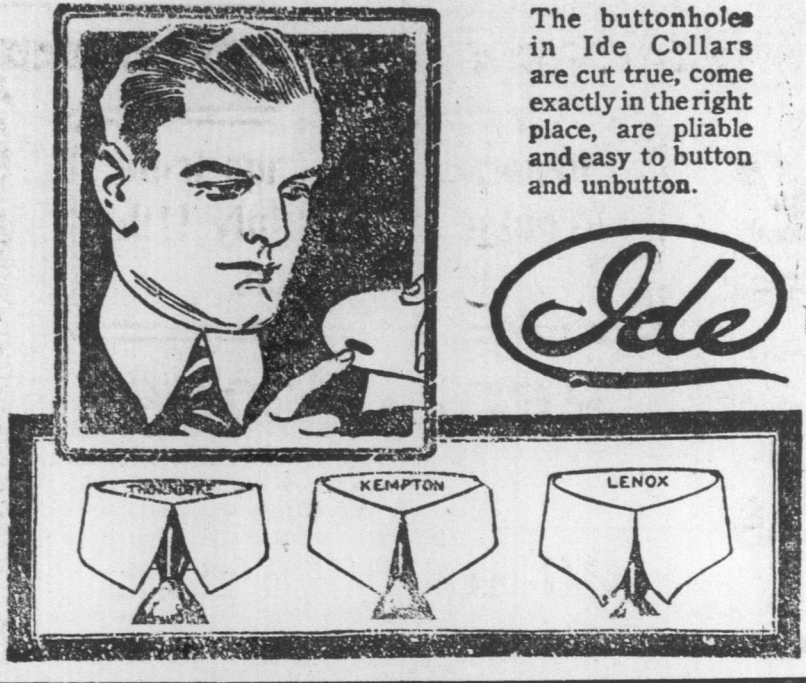 The buttonholes
in Ide Collars
are cut true, come
exactly in the right
place, are pliable
and easy to button
and unbutton.
Ide
THORNDYKE
KEMPTON
LENOX